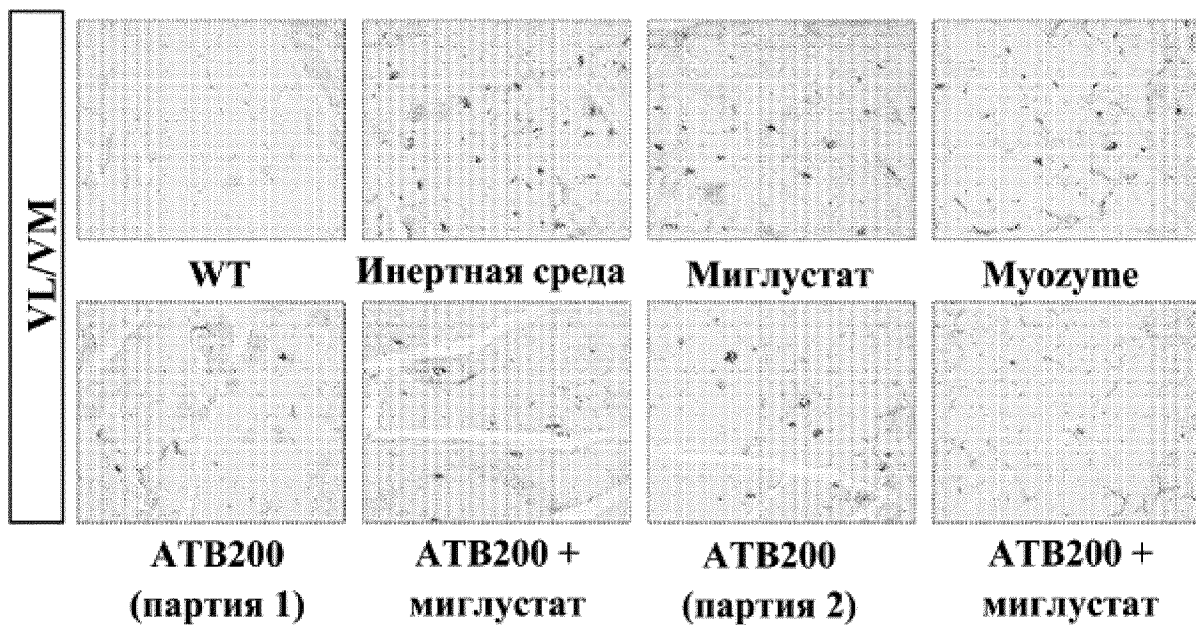 VL/VM
WT
Инертная среда
Миглустат
Myozyme
ATB200
(партия 1)
ATB200 +
миглустат
ATB200
(партия 2)
ATB200 +
миглустат